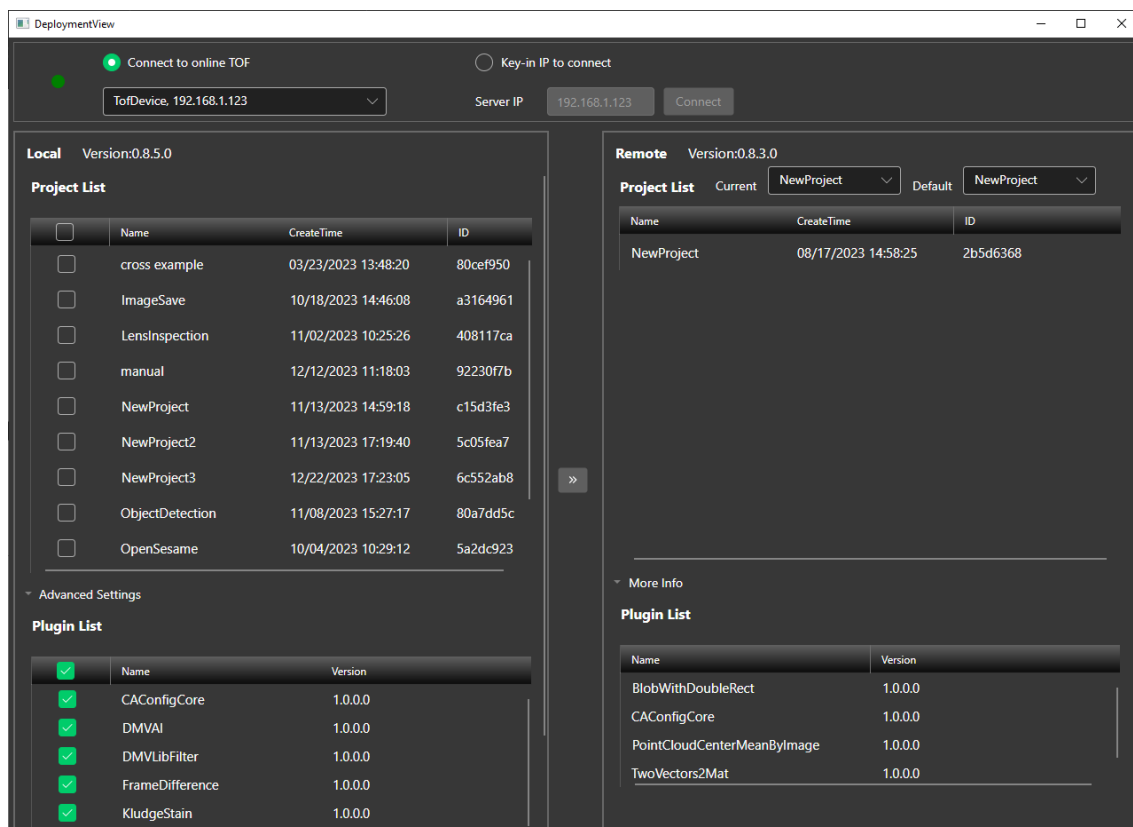 DeploymentView
Connect to online TOF
Key-in IP to connect
TofDevice, 192.168.1.123
Server IP 192.168.1.123 Connect
Local Version:0.8.5.0
Project List
Name CreateTime ID
cross example 03/23/2023 13:48:20 80cef950
ImageSave 10/18/2023 14:46:08 a3164961
LensInspection 11/02/2023 10:25:26 408117ca
manual 12/12/2023 11:18:03 92230f7b
NewProject 11/13/2023 14:59:18 c15d3fe3
NewProject2 11/13/2023 17:19:40 5c05fea7
NewProject3 12/22/2023 17:23:05 6c552ab8
ObjectDetection 11/08/2023 15:27:17 80a7dd5c
OpenSesame 10/04/2023 10:29:12 5a2dc923
Advanced Settings
Plugin List
Name Version
CAConfigCore 1.0.0.0
DMVAI 1.0.0.0
DMVLibFilter 1.0.0.0
FrameDifference 1.0.0.0
KludgeStain 1.0.0.0
»
Remote Version:0.8.3.0
Project List Current NewProject Default NewProject
Name CreateTime ID
NewProject 08/17/2023 14:58:25 2b5d6368
More Info
Plugin List
Name Version
BlobWithDoubleRect 1.0.0.0
CAConfigCore 1.0.0.0
PointCloudCenterMeanByImage 1.0.0.0
TwoVectors2Mat 1.0.0.0